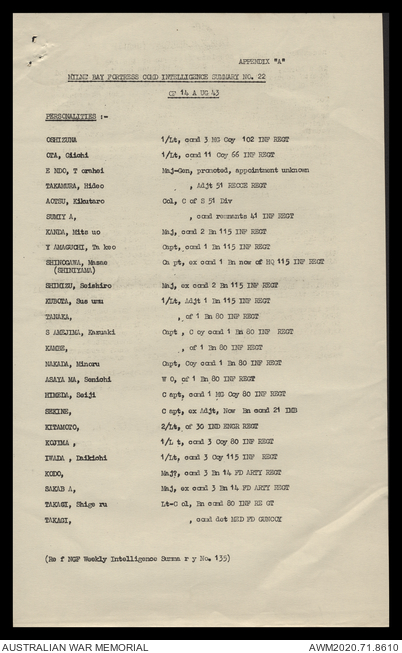 APPENDIX "A"
MILNE BAY FORTRESS COMD INTELLIGENCE SUMMARY NO. 22
OF 14 A UG 43
PERSONALITIES :-
OSHIZUNA 1/Lt, comd 3 MG Coy 102 INF REGT
OTA, Giichi 1/Lt, comd 11 Coy 66 INF REGT
E NDO, T orahei Maj-Gen, promoted, appointment unknown
TAKAMURA, Hideo , Adjt 51 RECCE REGT
AOTSU, Kikutaro Col, C of S 51 Div
SUMIY A, , comd remnants 41 INF REGT
KANDA, Mits uo Maj, comd 2 Bn 115 INF REGT
Y AMAGUCHI, Ta keo Capt, comd 1 Bn 115 INF REGT
SHINOGAWA, Masae Ca pt, ex comd 1 Bn now of HQ 115 INF REGT
(SHINIYAMA)
SHIMIZU, Seishiro Maj, ex comd 2 Bn 115 INF REGT
KUBOTA, Sus umu 1/Lt, Adjt 1 Bn 115 INF REGT
TANAKA, , of 1 Bn 80 INF REGT
S AMEJIMA, Kazuaki Capt , C oy comd 1 Bn 80 INF REGT
KAMBE, , of 1 Bn 80 INF REGT
NAKADA, Minoru Capt, Coy comd 1 Bn 80 INF REGT
ASAYA MA, Senichi W O, of 1 Bn 80 INF REGT
HIMEDA, Seiji C apt, comd 1 MG Coy 80 INF REGT
SEKINE, C apt, ex Adjt, Now Bn comd 21 IMB
KITAMOTO, 2/Lt, of 30 IND ENGR REGT
KOJIMA , 1/L t, comd 3 Coy 80 INF REGT
IWADA , Daikichi 1/Lt, comd 3 Coy 115 INF REGT
KODO, Maj?, comd 3 Bn 14 FD ARTY REGT
SAKAB A, Maj, ex comd 3 Bn 14 FD ARTY REGT
TAKAGI, Shige ru Lt-C ol, Bn comd 80 INF RE GT
TAKAGI, , comd det MXD FD GUNCOY
(Re f NGF Weekly Intelligence Summa r y No. 135)
AUSTRALIAN WAR MEMORIAL
AWM2020.71.8610